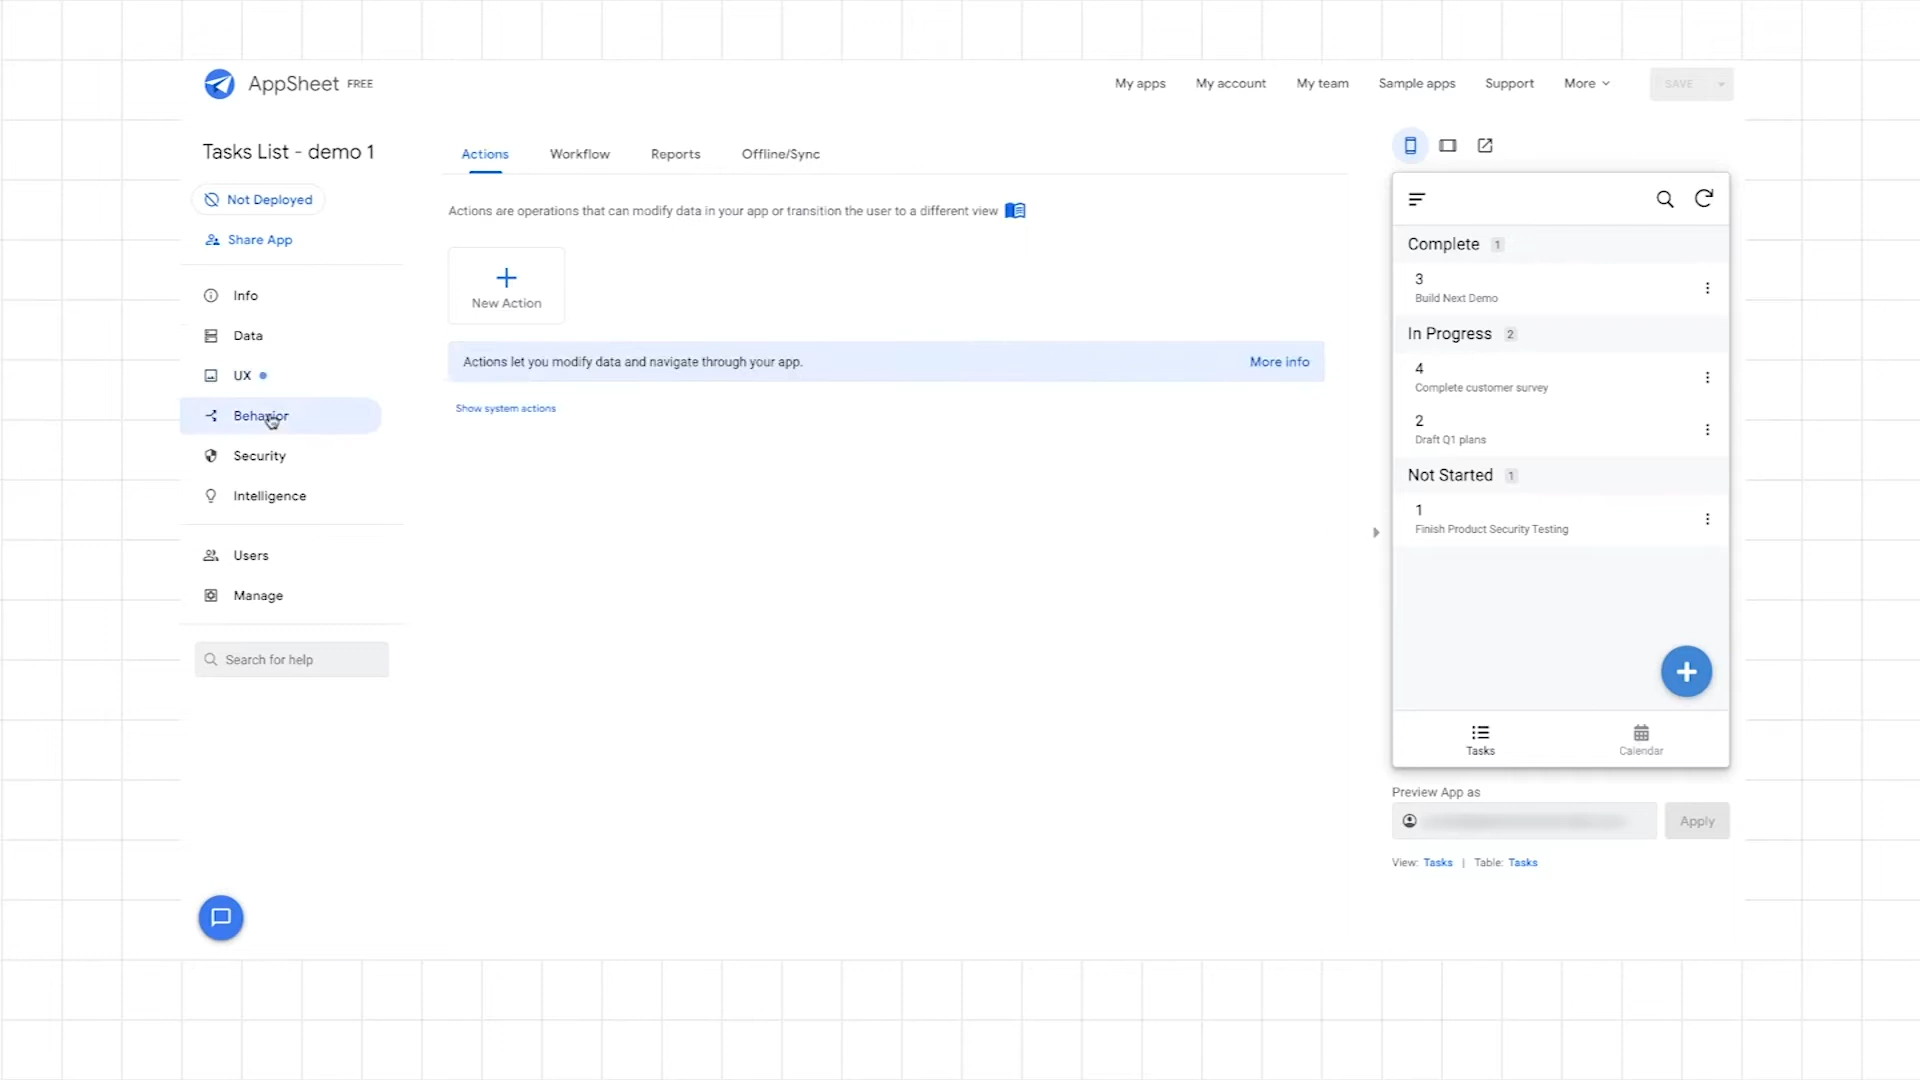 AppSheet FREE
My apps
My account
My team
Sample apps
Support
More
SAVE
Tasks List - demo 1
Not Deployed
Share App
Info
Data
UX
Behavior
Security
Intelligence
Users
Manage
Search for help
Actions
Workflow
Reports
Offline/Sync
Actions are operations that can modify data in your app or transition the user to a different view
New Action
Actions let you modify data and navigate through your app.
More info
Show system actions
Complete 1
3
Build Next Demo
In Progress 2
4
Complete customer survey
2
Draft Q1 plans
Not Started 1
1
Finish Product Security Testing
Tasks
Calendar
Preview App as
Apply
View: Tasks | Table: Tasks